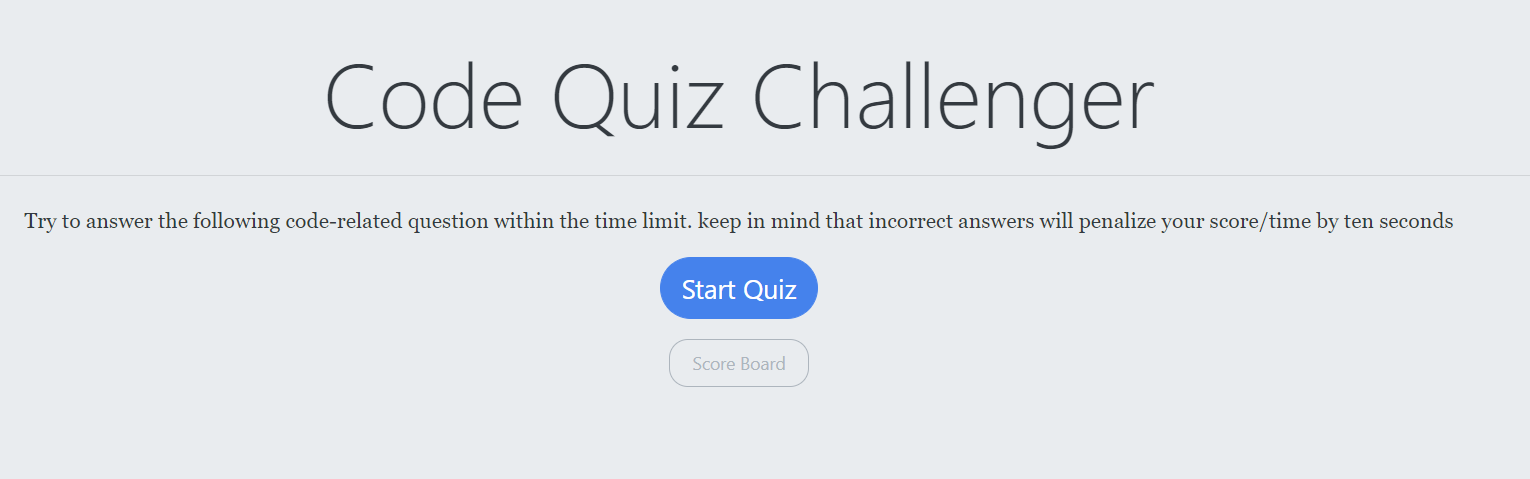 Code Quiz Challenger
Try to answer the following code-related question within the time limit. keep in mind that incorrect answers will penalize your score/time by ten seconds
Start Quiz
Score Board